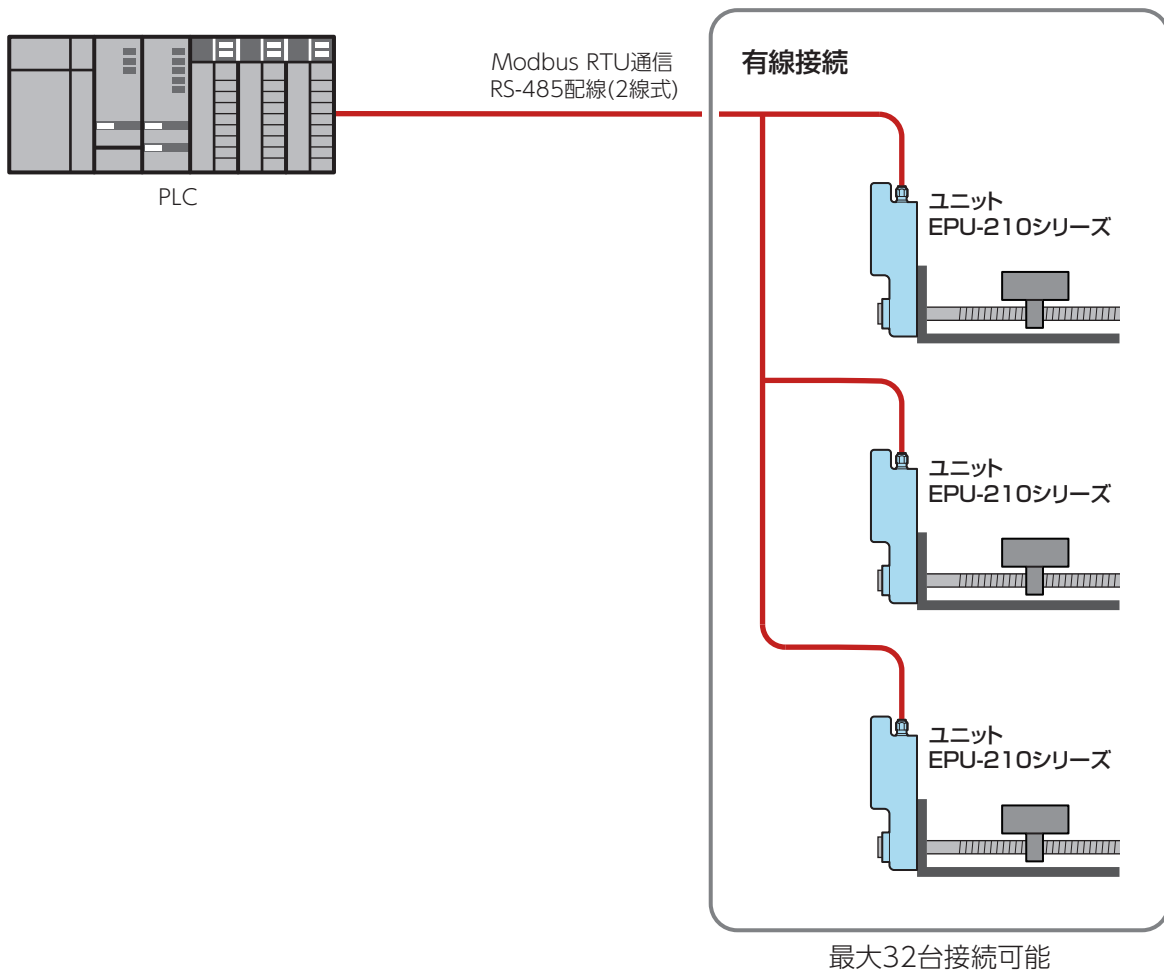 Modbus RTU通信
RS-485配線(2線式)
PLC
有線接続
ユニット
EPU-210シリーズ
ユニット
EPU-210シリーズ
ユニット
EPU-210シリーズ
最大32台接続可能